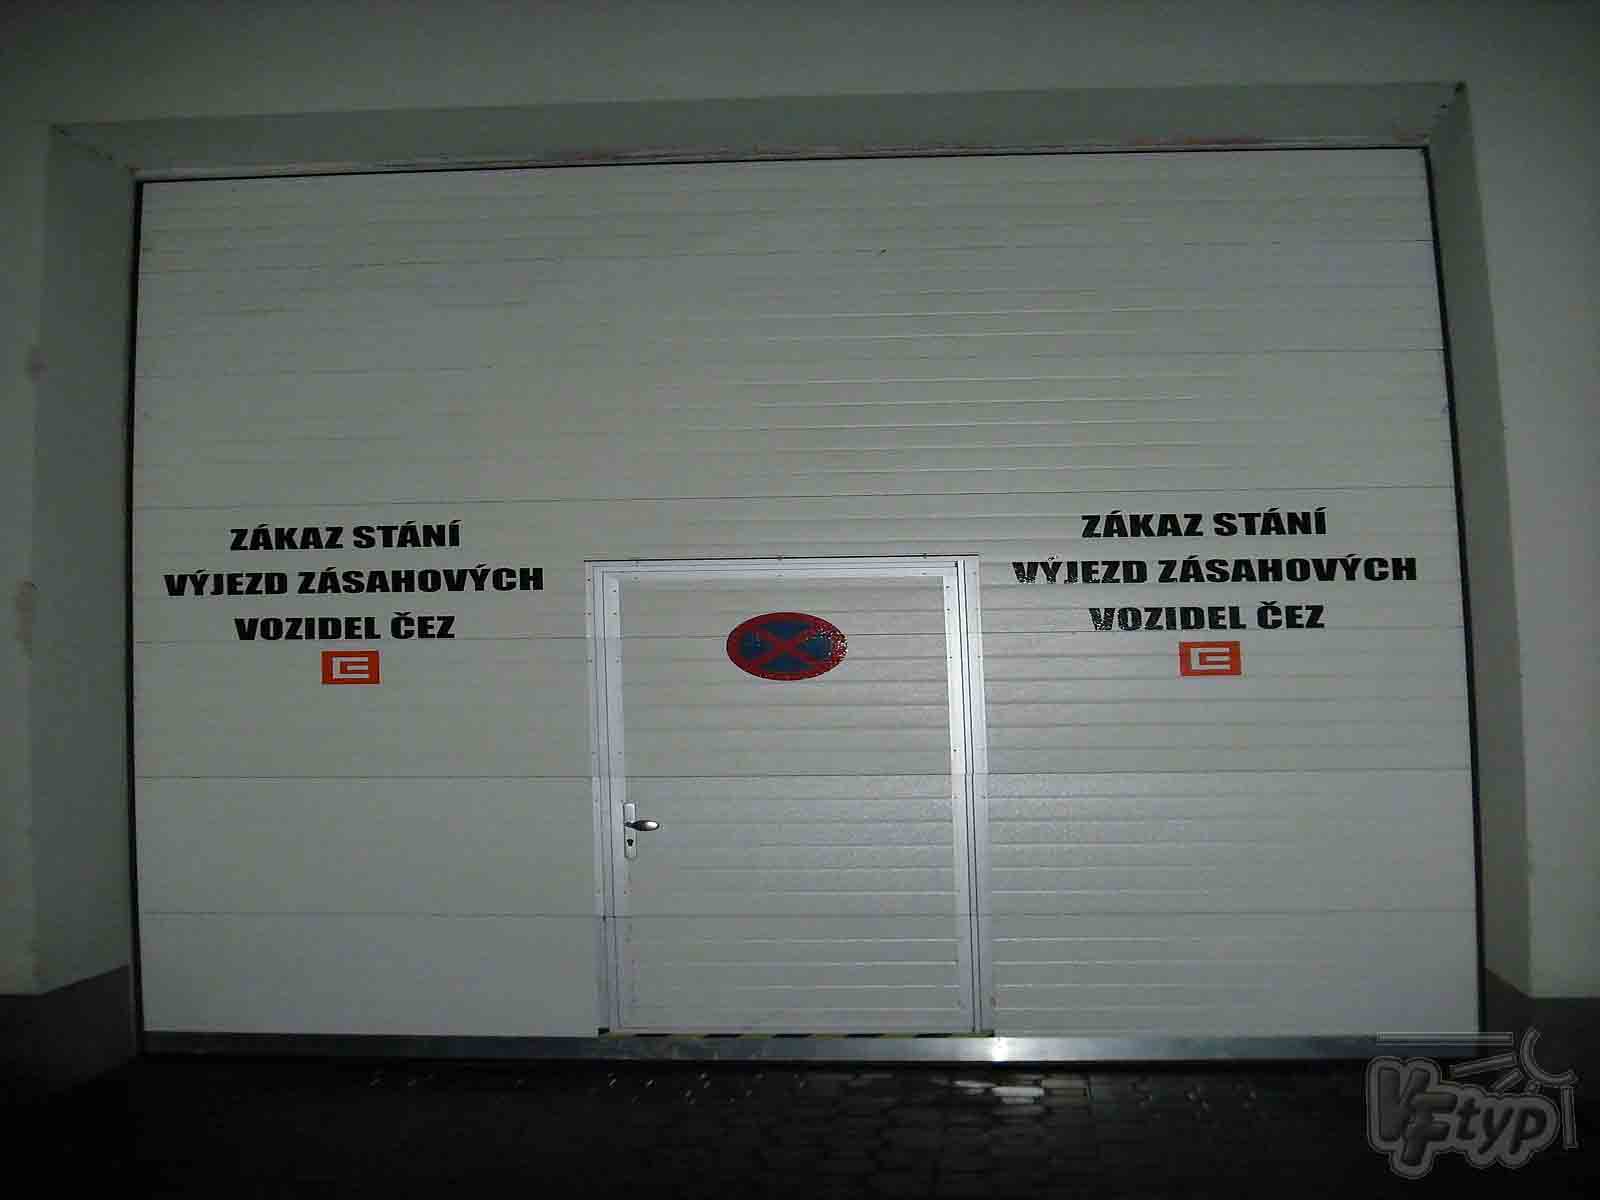 ZÁKAZ STÁNÍ
VÝJEZD ZÁSAHOVÝCH
VOZIDEL ČEZ
ZÁKAZ STÁNÍ
VÝJEZD ZÁSAHOVÝCH
VOZIDEL ČEZ
VFtyp